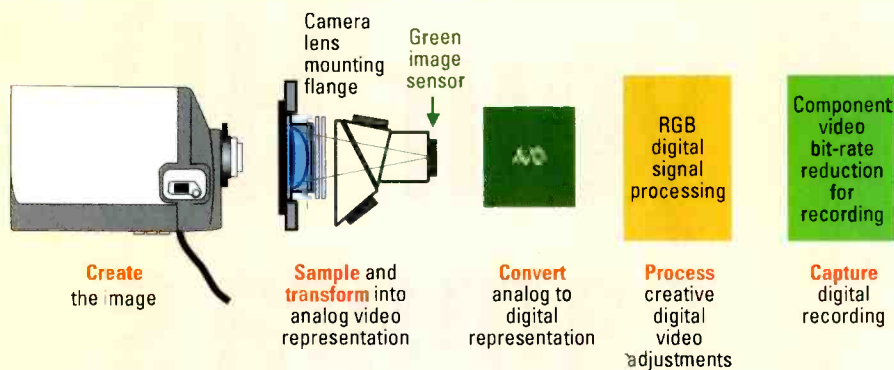 Camera
lens
mounting
flange
Green
image
sensor
A/D
RGB
digital
signal
processing
Component
video
bit-rate
reduction
for
recording
Create
the image
Sample and
transform into
analog video
representation
Convert
analog to
digital
representation
Process
creative
digital
video
adjustments
Capture
digital
recording